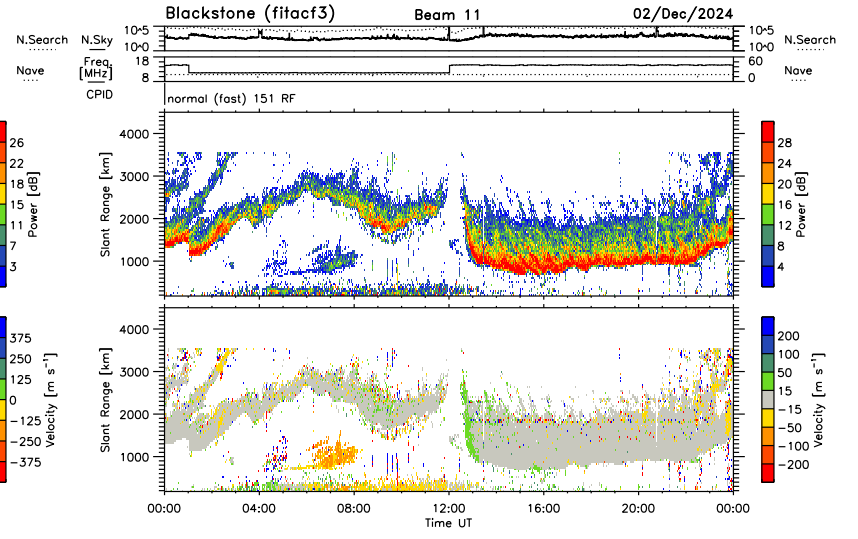 Blackstone (fitacf3) Beam 11 02/Dec/2024
N.Search N.Sky 10^5 10^0 10^5 10^0 N.Search
Nave Freq. [MHz] 18 8 60 0 Nave
CPID normal (fast) 151 RF
26 22 18 15 11 7 3 Power [dB]
4000 3000 2000 1000 Slant Range [km]
28 24 20 16 12 8 4 Power [dB]
375 250 125 0 -125 -250 -375 Velocity [m s^-1]
4000 3000 2000 1000 Slant Range [km]
200 100 50 15 -15 -50 -100 -200 Velocity [m s^-1]
00:00 04:00 08:00 12:00 16:00 20:00 00:00
Time UT